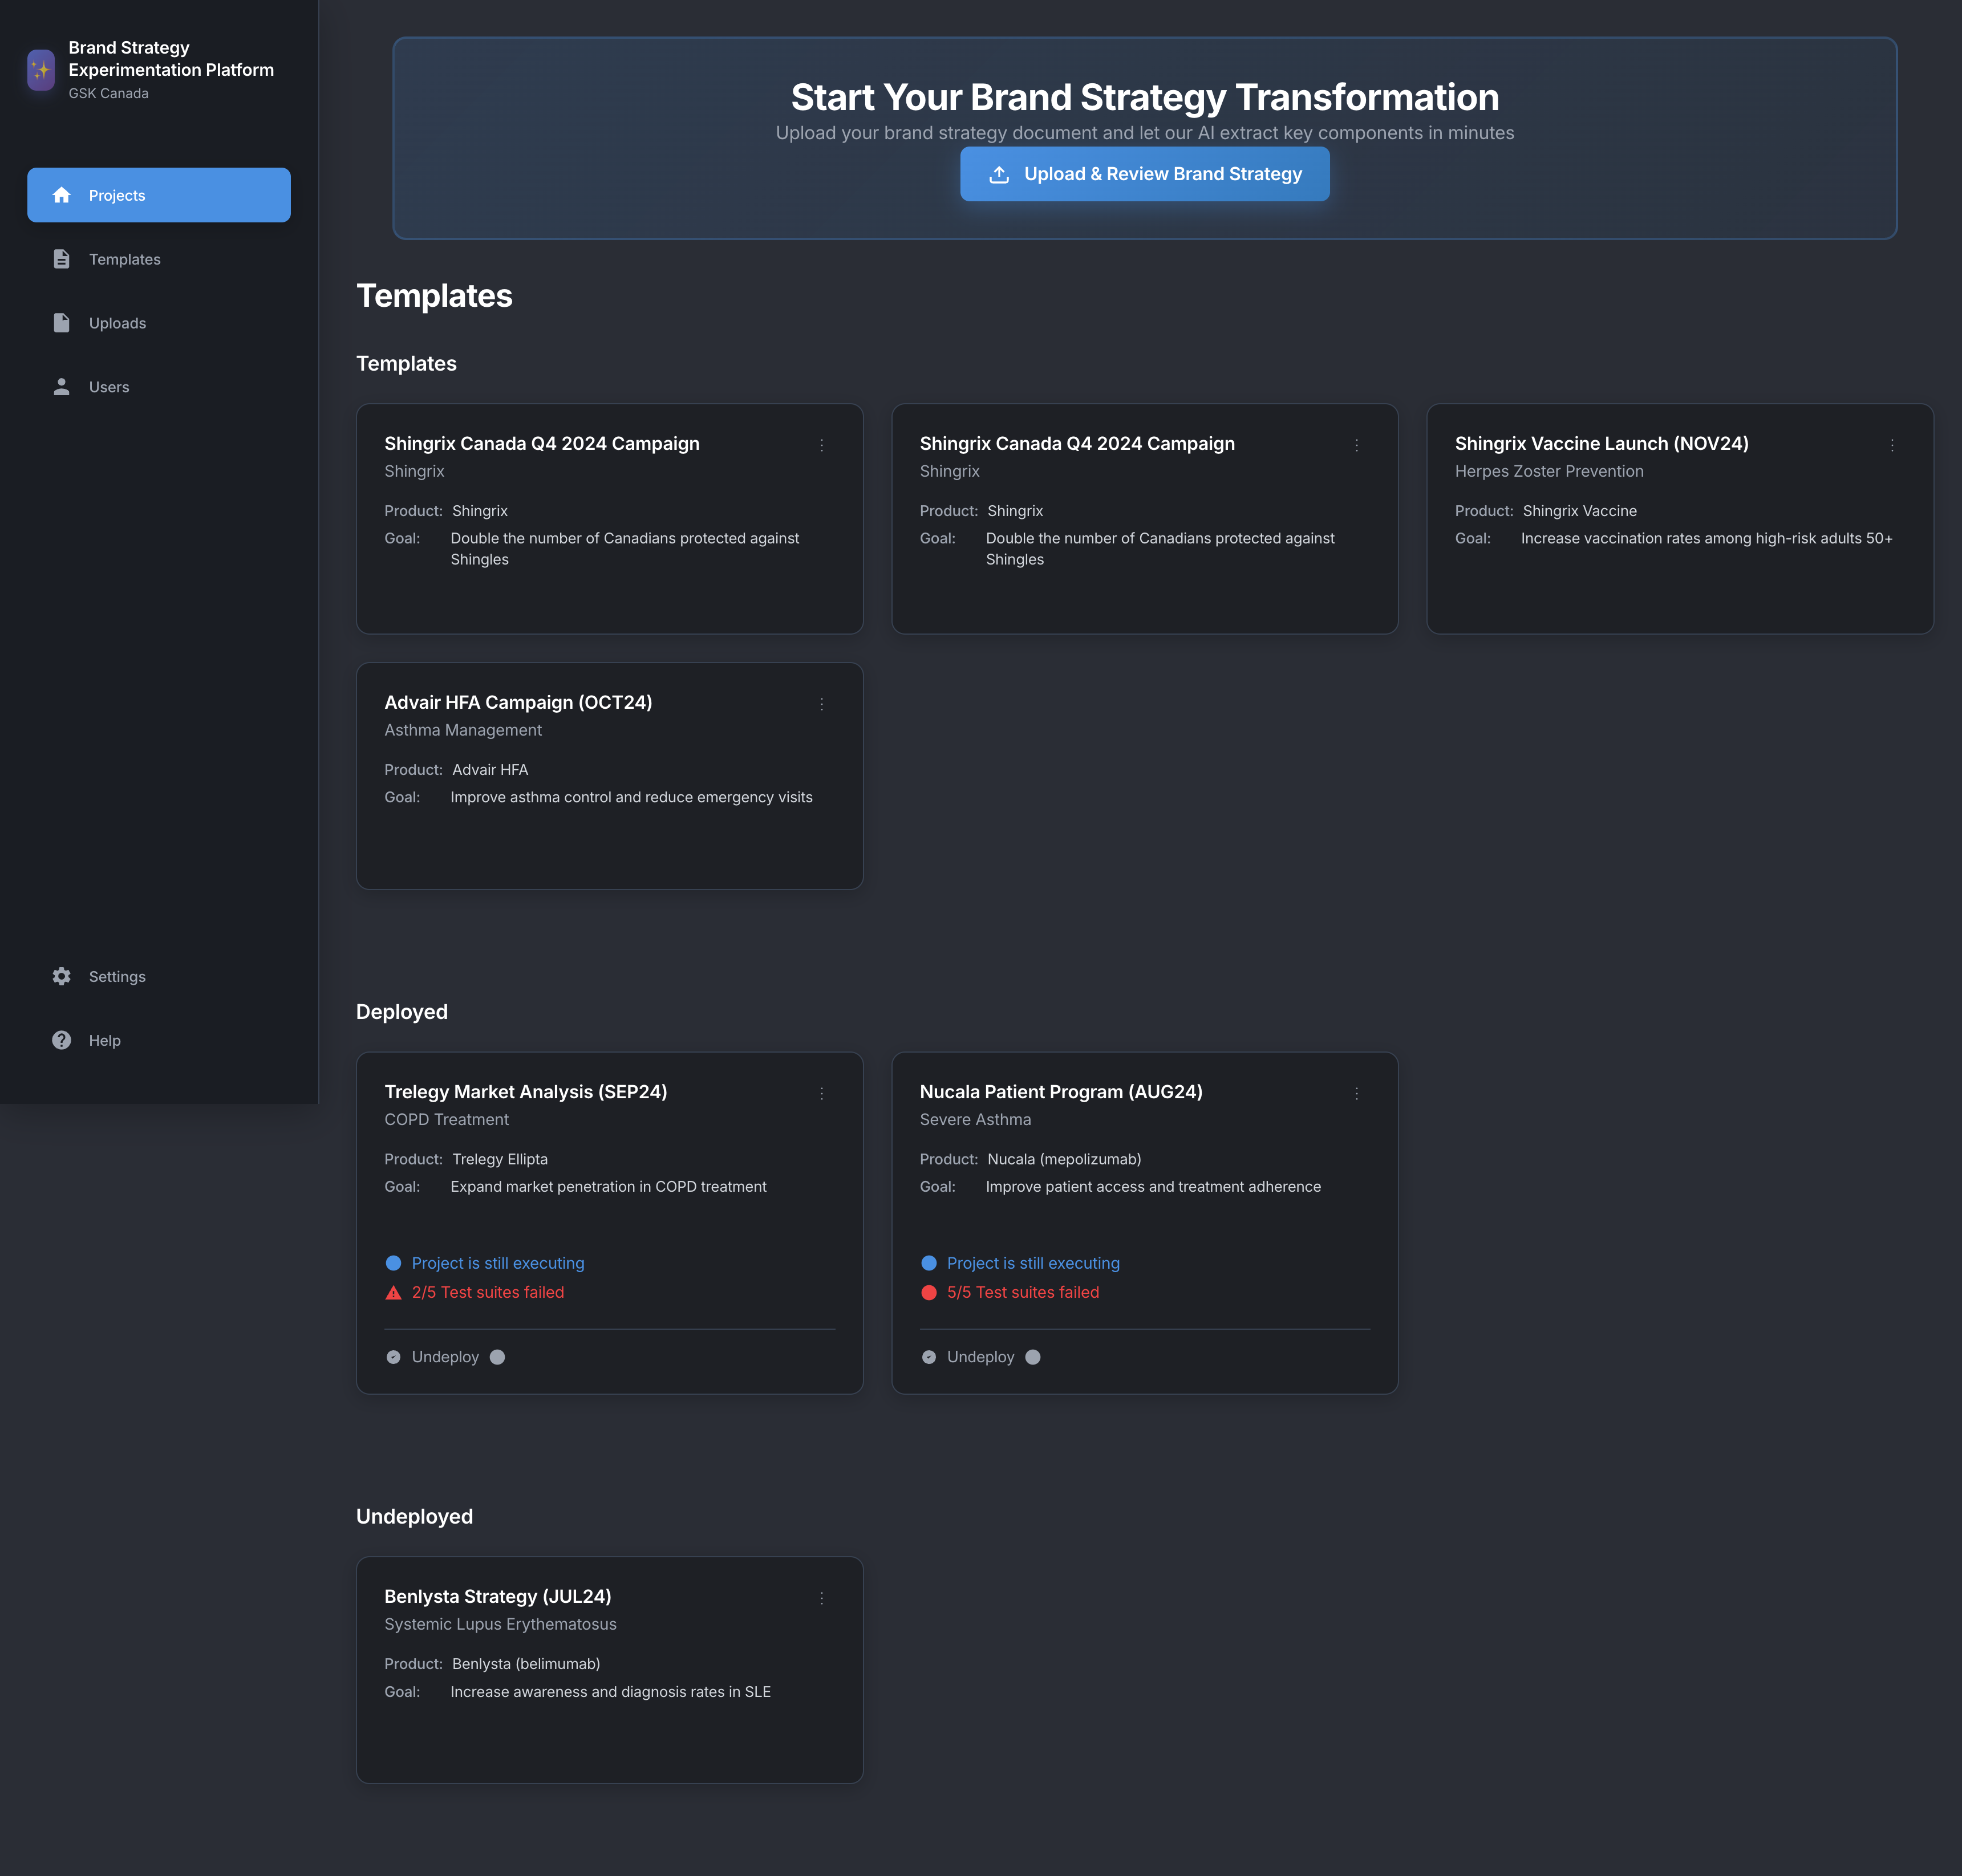 Brand Strategy
Experimentation Platform
GSK Canada
Projects
Templates
Uploads
Users
Settings
Help
Start Your Brand Strategy Transformation
Upload your brand strategy document and let our AI extract key components in minutes
Upload & Review Brand Strategy
Templates
Templates
Shingrix Canada Q4 2024 Campaign
Shingrix
Product: Shingrix
Goal: Double the number of Canadians protected against
Shingles
Shingrix Canada Q4 2024 Campaign
Shingrix
Product: Shingrix
Goal: Double the number of Canadians protected against
Shingles
Shingrix Vaccine Launch (NOV24)
Herpes Zoster Prevention
Product: Shingrix Vaccine
Goal: Increase vaccination rates among high-risk adults 50+
Advair HFA Campaign (OCT24)
Asthma Management
Product: Advair HFA
Goal: Improve asthma control and reduce emergency visits
Deployed
Trelegy Market Analysis (SEP24)
COPD Treatment
Product: Trelegy Ellipta
Goal: Expand market penetration in COPD treatment
Project is still executing
2/5 Test suites failed
Undeploy
Nucala Patient Program (AUG24)
Severe Asthma
Product: Nucala (mepolizumab)
Goal: Improve patient access and treatment adherence
Project is still executing
5/5 Test suites failed
Undeploy
Undeployed
Benlysta Strategy (JUL24)
Systemic Lupus Erythematosus
Product: Benlysta (belimumab)
Goal: Increase awareness and diagnosis rates in SLE